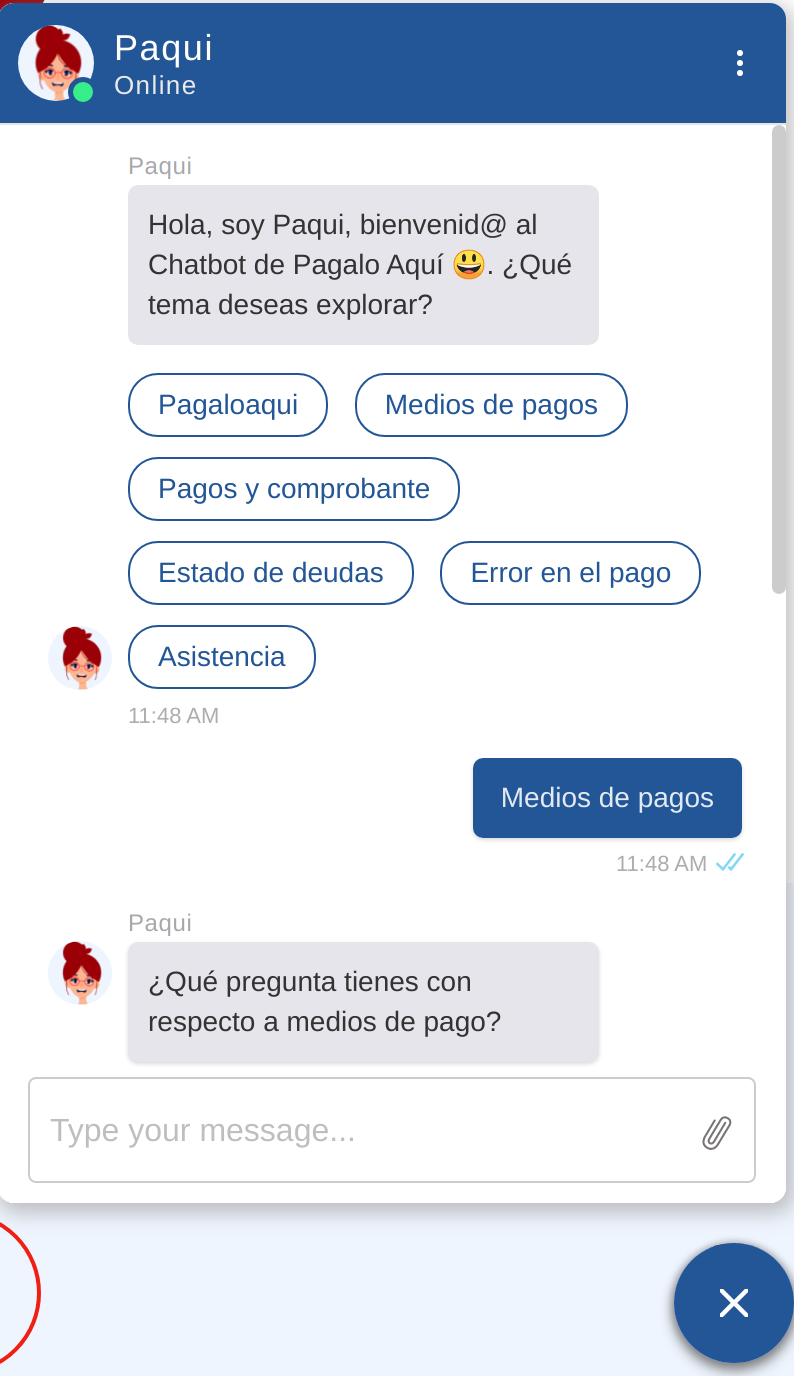 Paqui
Online
Paqui
Hola, soy Paqui, bienvenid@ al
Chatbot de Pagalo Aquí 😃. ¿Qué
tema deseas explorar?
Pagaloaqui
Medios de pagos
Pagos y comprobante
Estado de deudas
Error en el pago
Asistencia
11:48 AM
Medios de pagos
11:48 AM
Paqui
¿Qué pregunta tienes con
respecto a medios de pago?
Type your message...